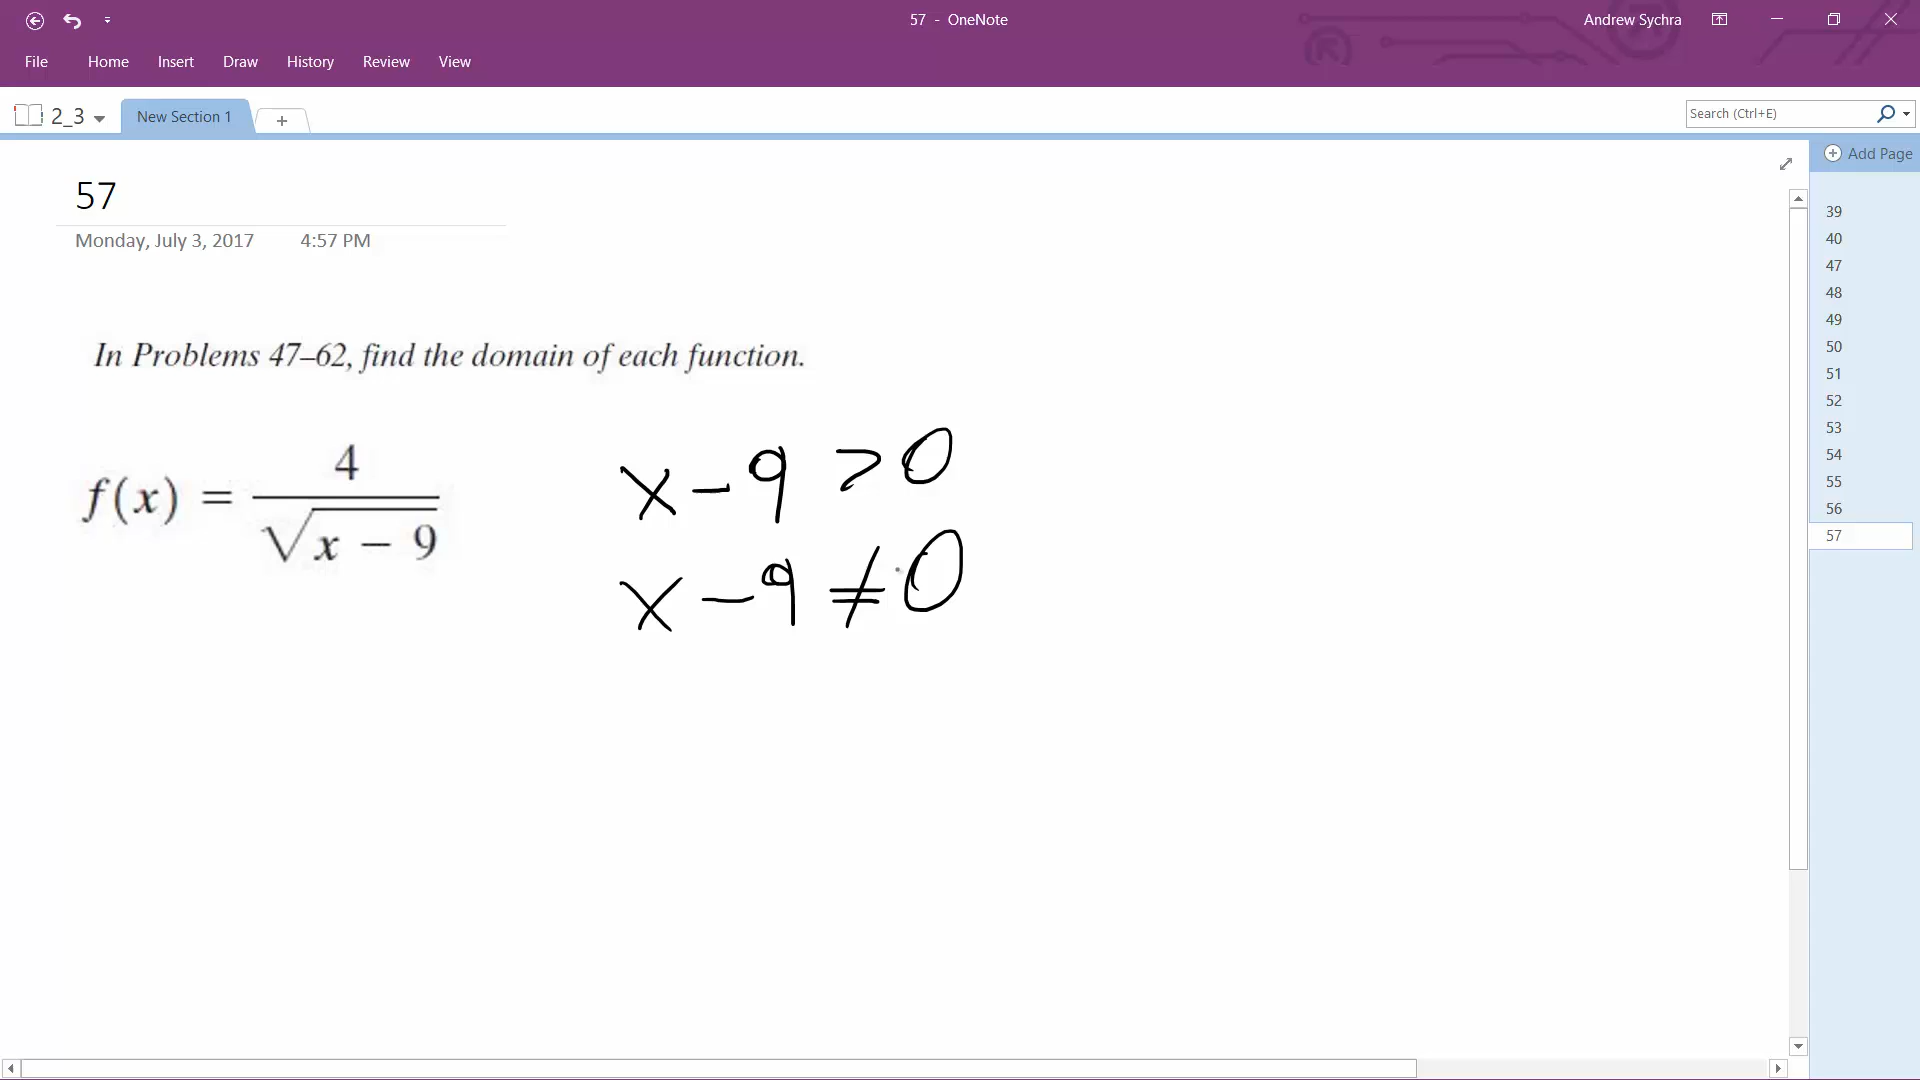 57 - OneNote
Andrew Sychra
File Home Insert Draw History Review View
2_3
New Section 1
+
Search (Ctrl+E)
Add Page
57
Monday, July 3, 2017 4:57 PM
In Problems 47–62, find the domain of each function.
f(x) = 4 / √x − 9
x - 9 > 0
x - 9 ≠ 0
39
40
47
48
49
50
51
52
53
54
55
56
57